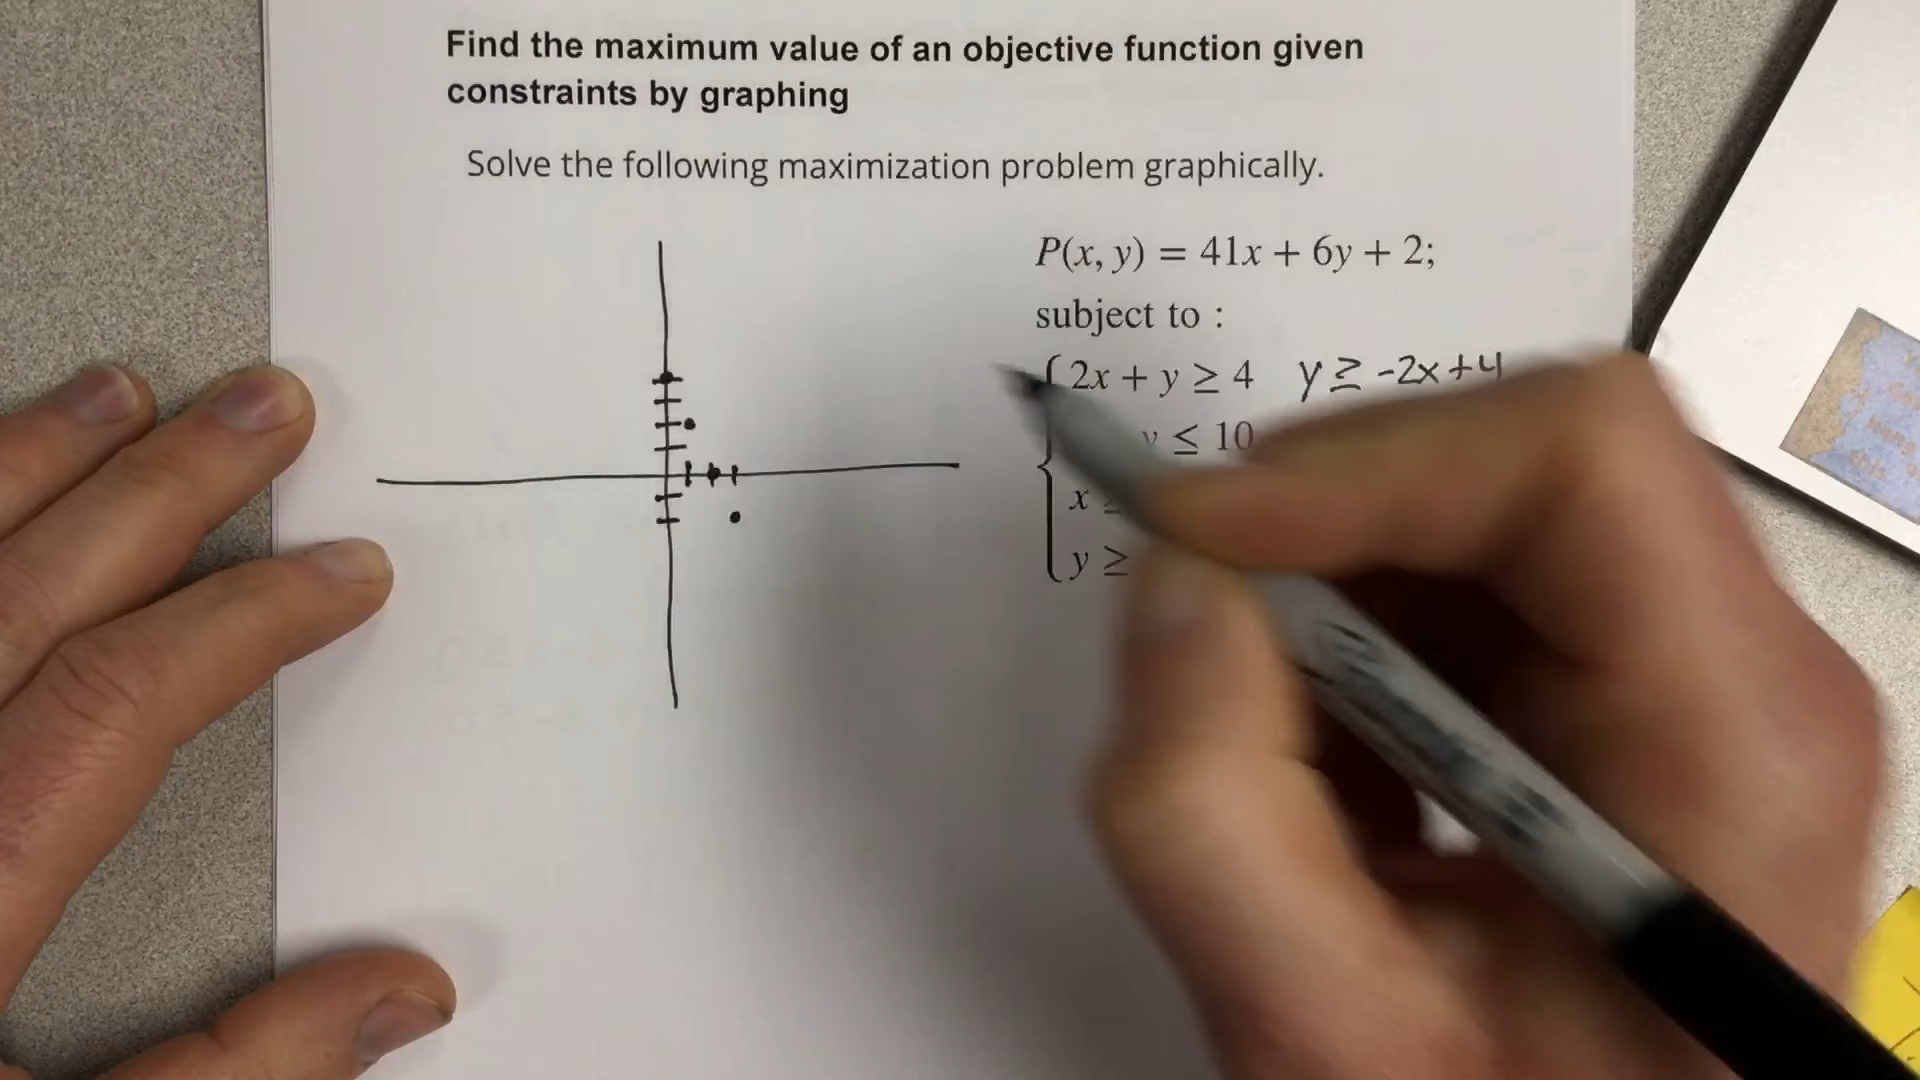 Find the maximum value of an objective function given
constraints by graphing
Solve the following maximization problem graphically.
P(x, y) = 41x + 6y + 2;
subject to :
2x + y ≥ 4 y ≥ -2x+4
y ≤ 10
x
y ≥